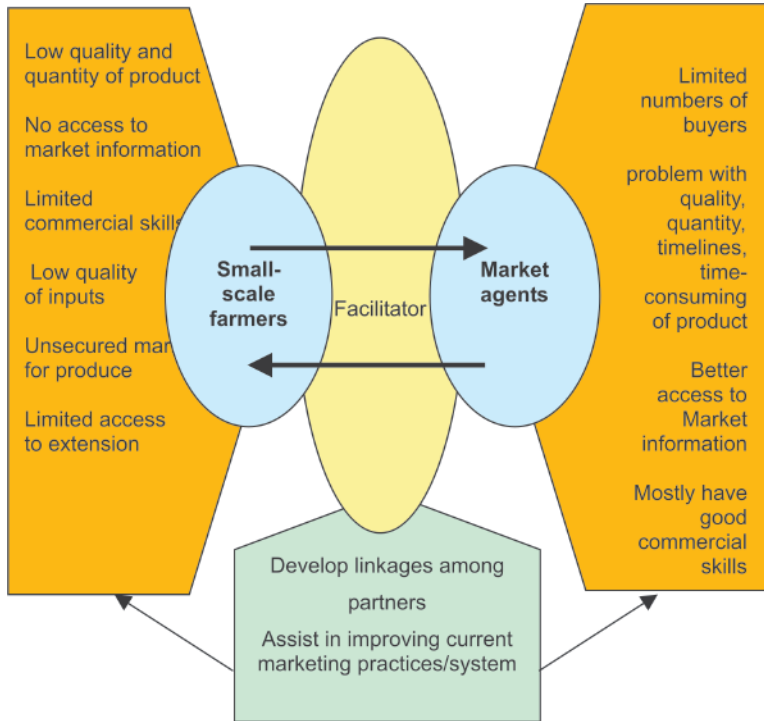 Low quality and
quantity of product
No access to
market information
Limited
commercial skills
Low quality
of inputs
Unsecured mar
for produce
Limited access
to extension
Small-
scale
farmers
Facilitator
Market
agents
Limited
numbers of
buyers
problem with
quality,
quantity,
timelines,
time-
consuming
of product
Better
access to
Market
information
Mostly have
good
commercial
skills
Develop linkages among
partners
Assist in improving current
marketing practices/system